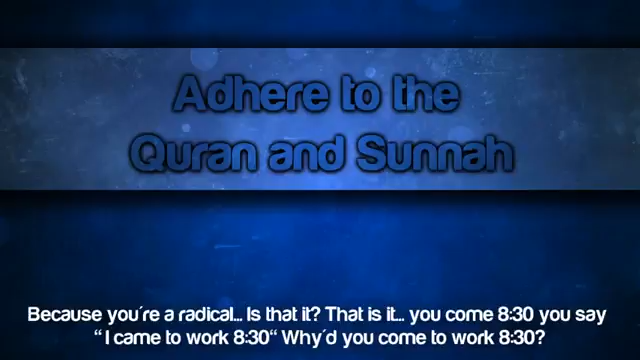 Adhere to the
Quran and Sunnah
Because you're a radical... Is that it? That is it... you come 8:30 you say
"I came to work 8:30" Why'd you come to work 8:30?